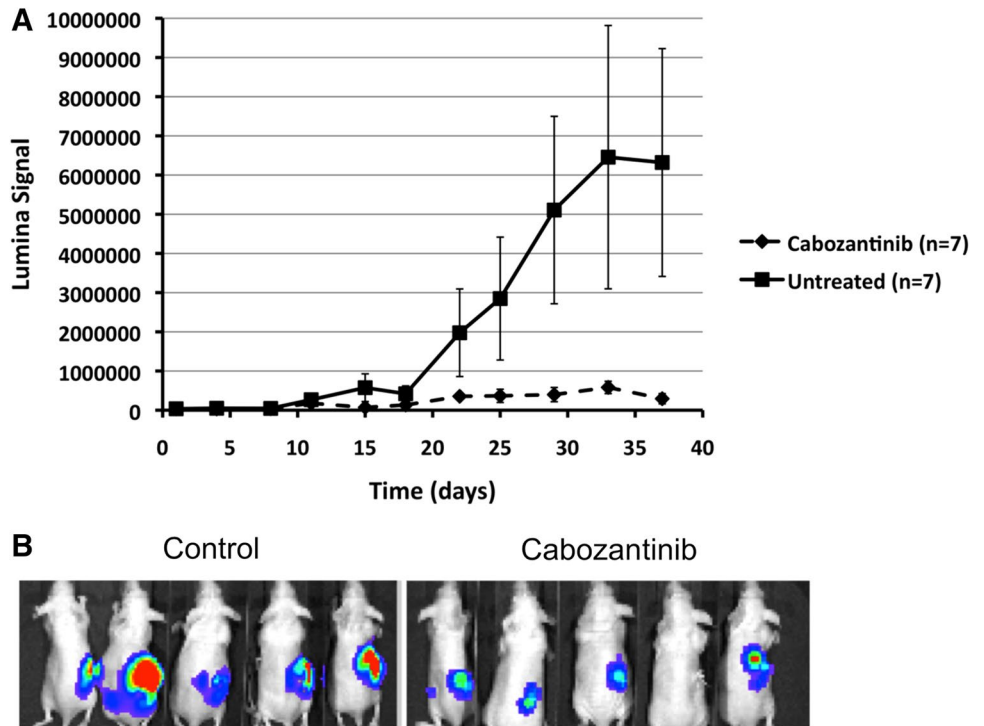 A
10000000
9000000
8000000
7000000
6000000
5000000
4000000
3000000
2000000
1000000
0
Lumina Signal
0 5 10 15 20 25 30 35 40
Time (days)
Cabozantinib (n=7)
Untreated (n=7)
B
Control Cabozantinib